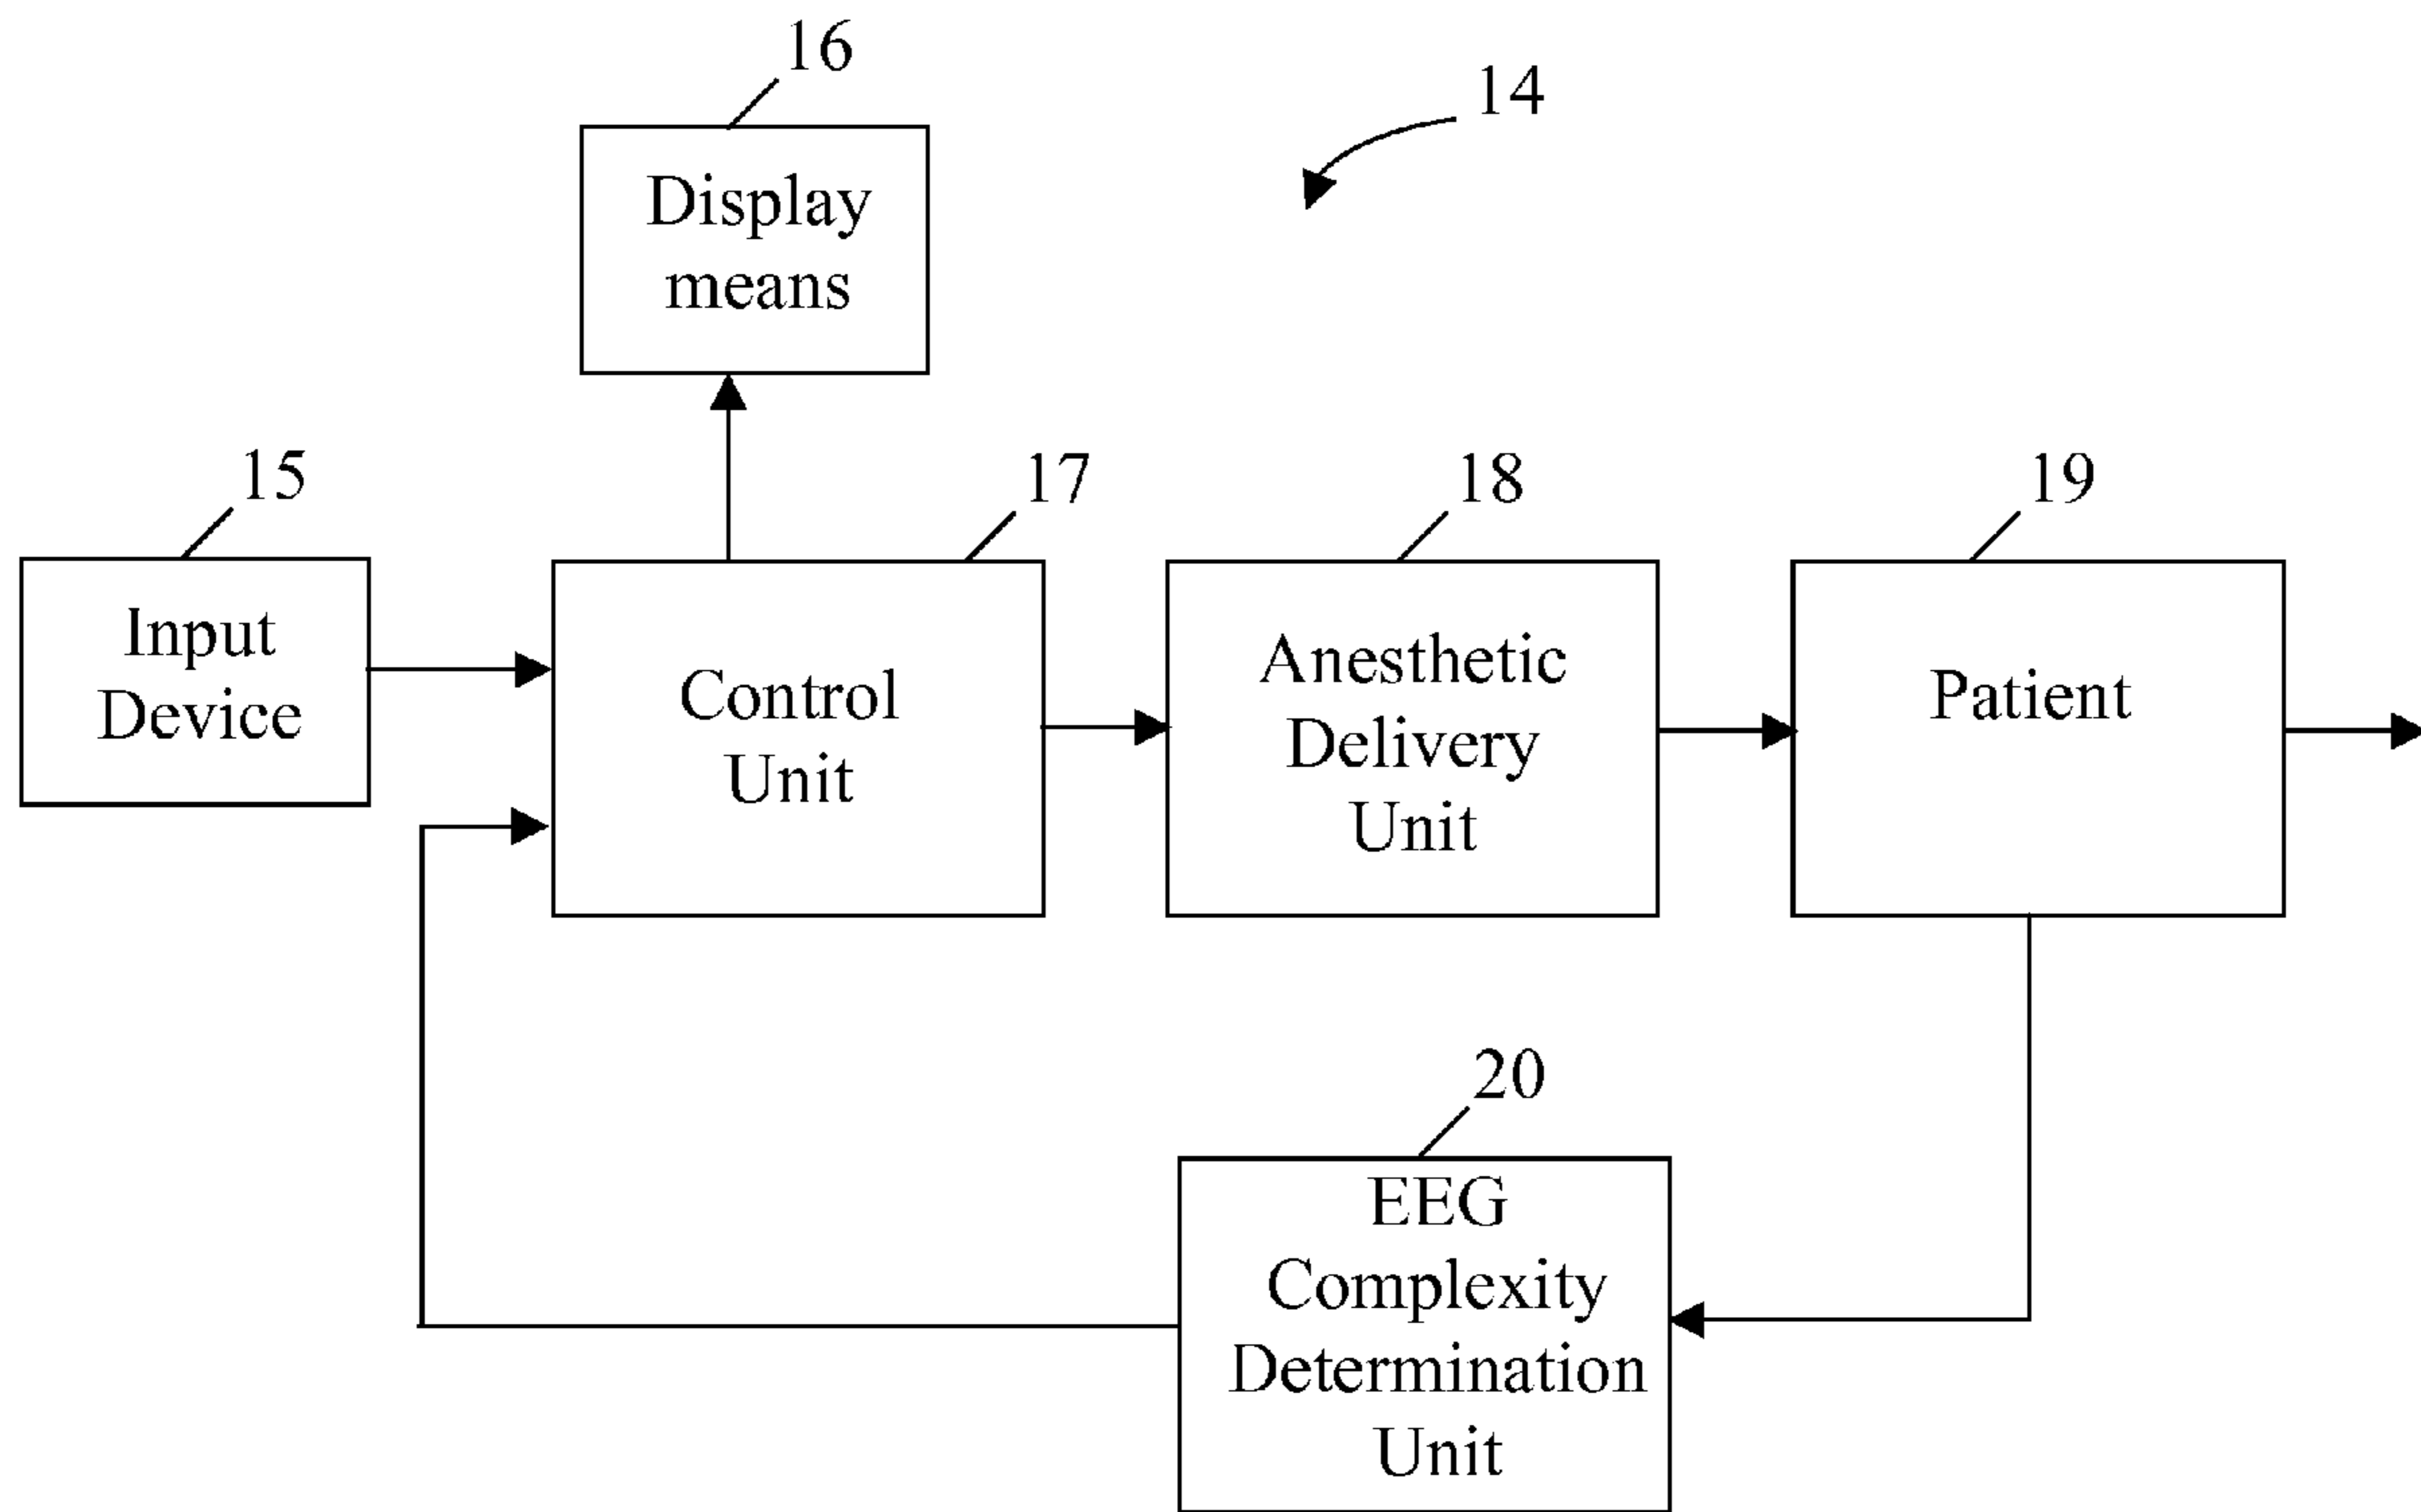 16
14
Display
means
15
17
18
19
Input
Device
Control
Unit
Anesthetic
Delivery
Unit
Patient
20
EEG
Complexity
Determination
Unit